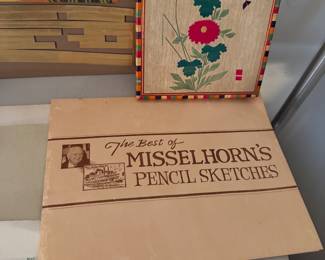 The Best of
MISSELHORN'S
PENCIL SKETCHES